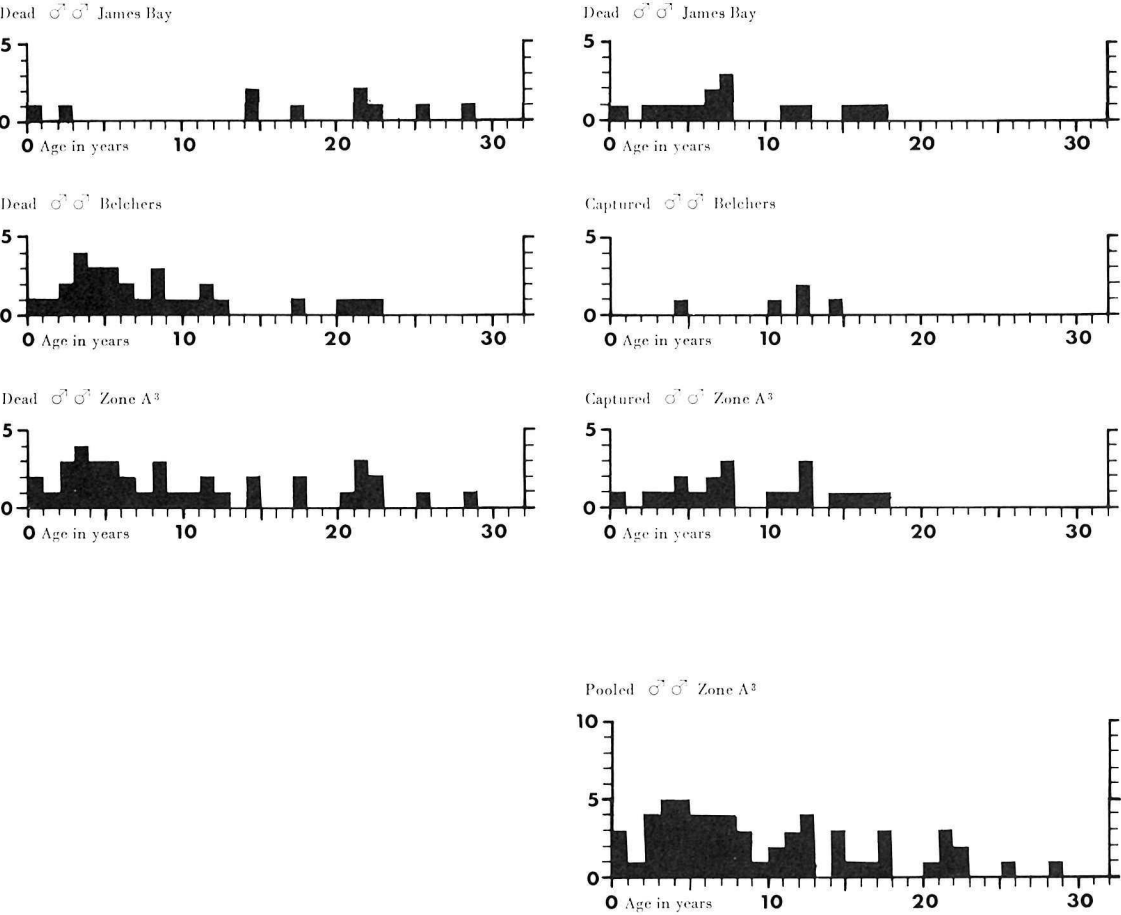 Dead ♂♂ James Bay
5
0
0 Age in years 10 20 30
Dead ♂♂ Belchers
5
0
0 Age in years 10 20 30
Dead ♂♂ Zone A³
5
0
0 Age in years 10 20 30
Dead ♂♂ James Bay
5
0
0 Age in years 10 20 30
Captured ♂♂ Belchers
5
0
0 Age in years 10 20 30
Captured ♂♂ Zone A³
5
0
0 Age in years 10 20 30
Pooled ♂♂ Zone A³
10
5
0
0 Age in years 10 20 30